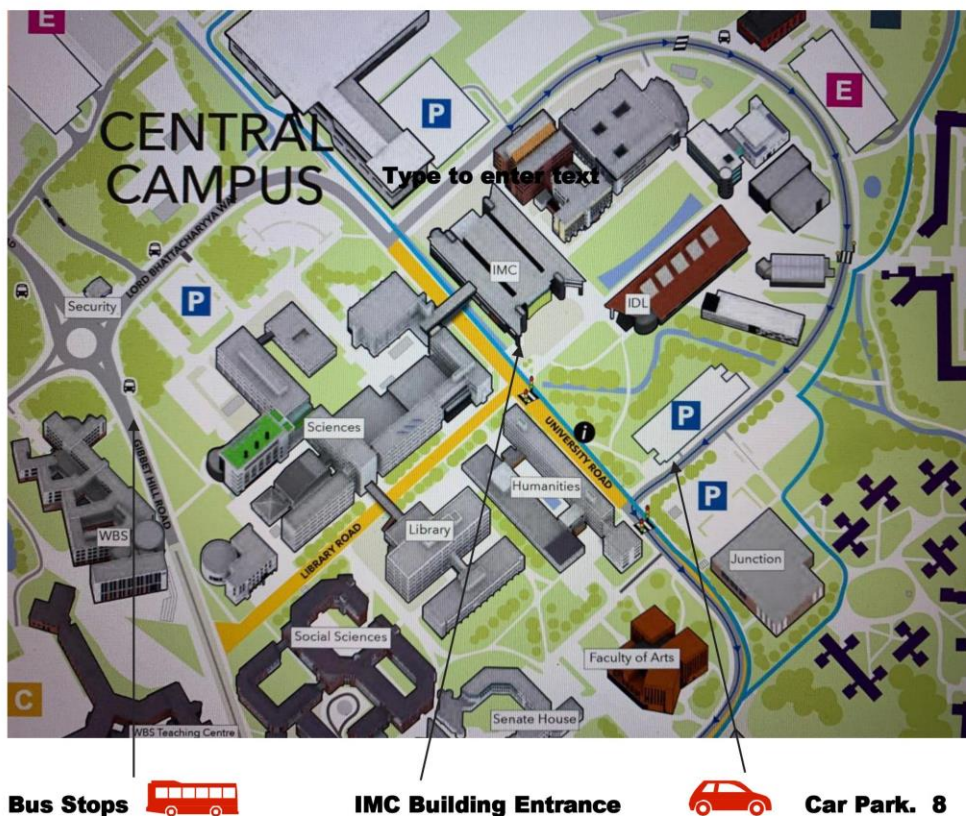 E
P
E
CENTRAL
CAMPUS
Type to enter text
LORD BHATTACHARYYA WAY
IMC
P
Security
IDL
P
Sciences
i
UNIVERSITY ROAD
GIBBET HILL ROAD
Humanities
P
WBS
LIBRARY ROAD
Library
Junction
Social Sciences
Faculty of Arts
C
Senate House
WBS Teaching Centre
Bus Stops
IMC Building Entrance
Car Park. 8